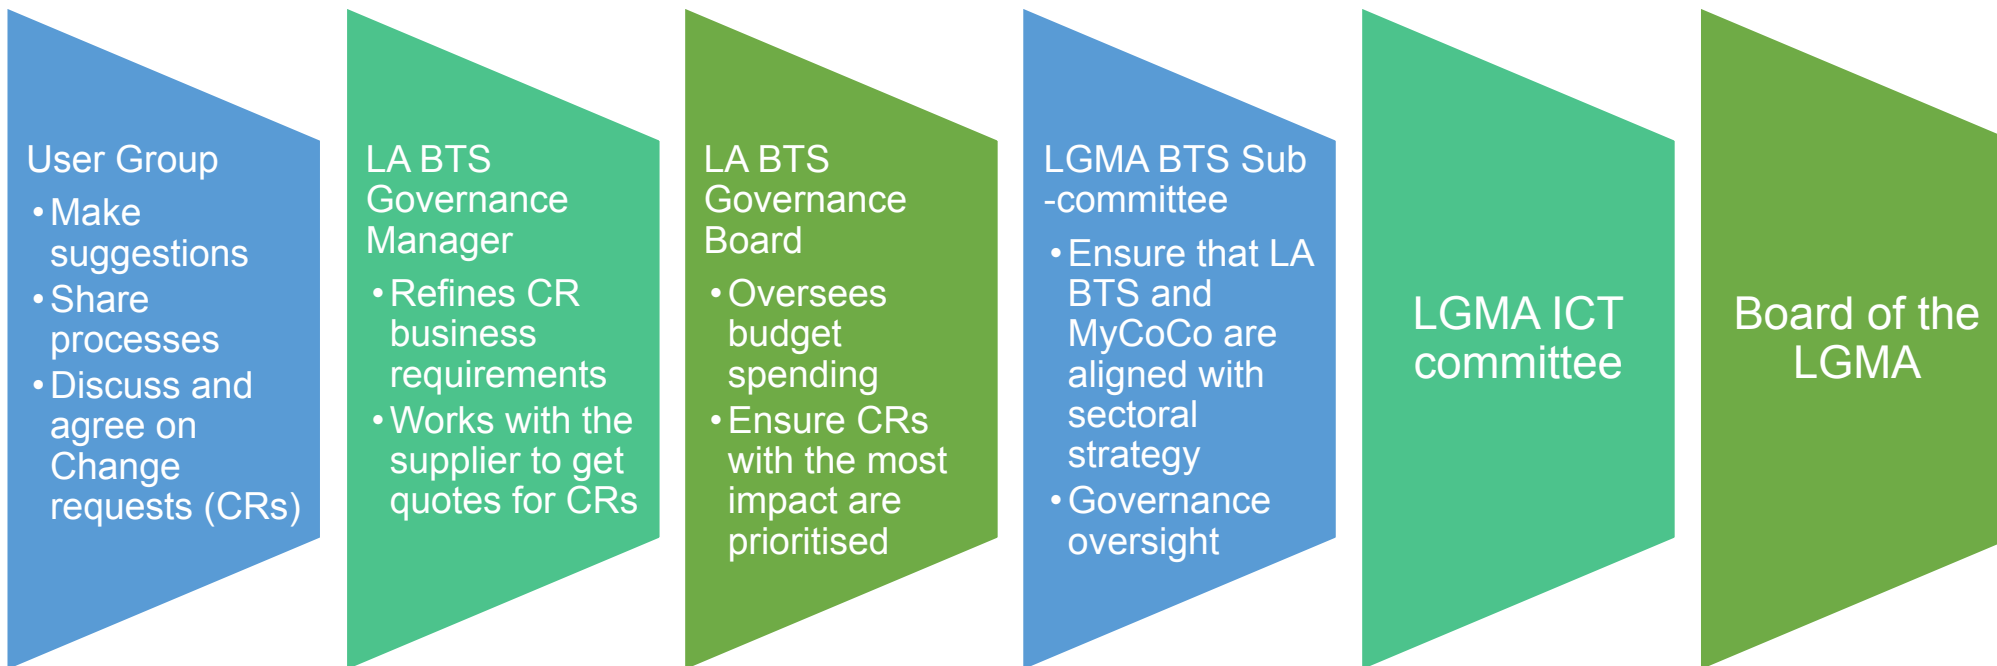 User Group
•Make
suggestions
•Share
processes
•Discuss and
agree on
Change
requests (CRs)
LA BTS
Governance
Manager
•Refines CR
business
requirements
•Works with the
supplier to get
quotes for CRs
LA BTS
Governance
Board
•Oversees
budget
spending
•Ensure CRs
with the most
impact are
prioritised
LGMA BTS Sub
-committee
•Ensure that LA
BTS and
MyCoCo are
aligned with
sectoral
strategy
•Governance
oversight
LGMA ICT
committee
Board of the
LGMA